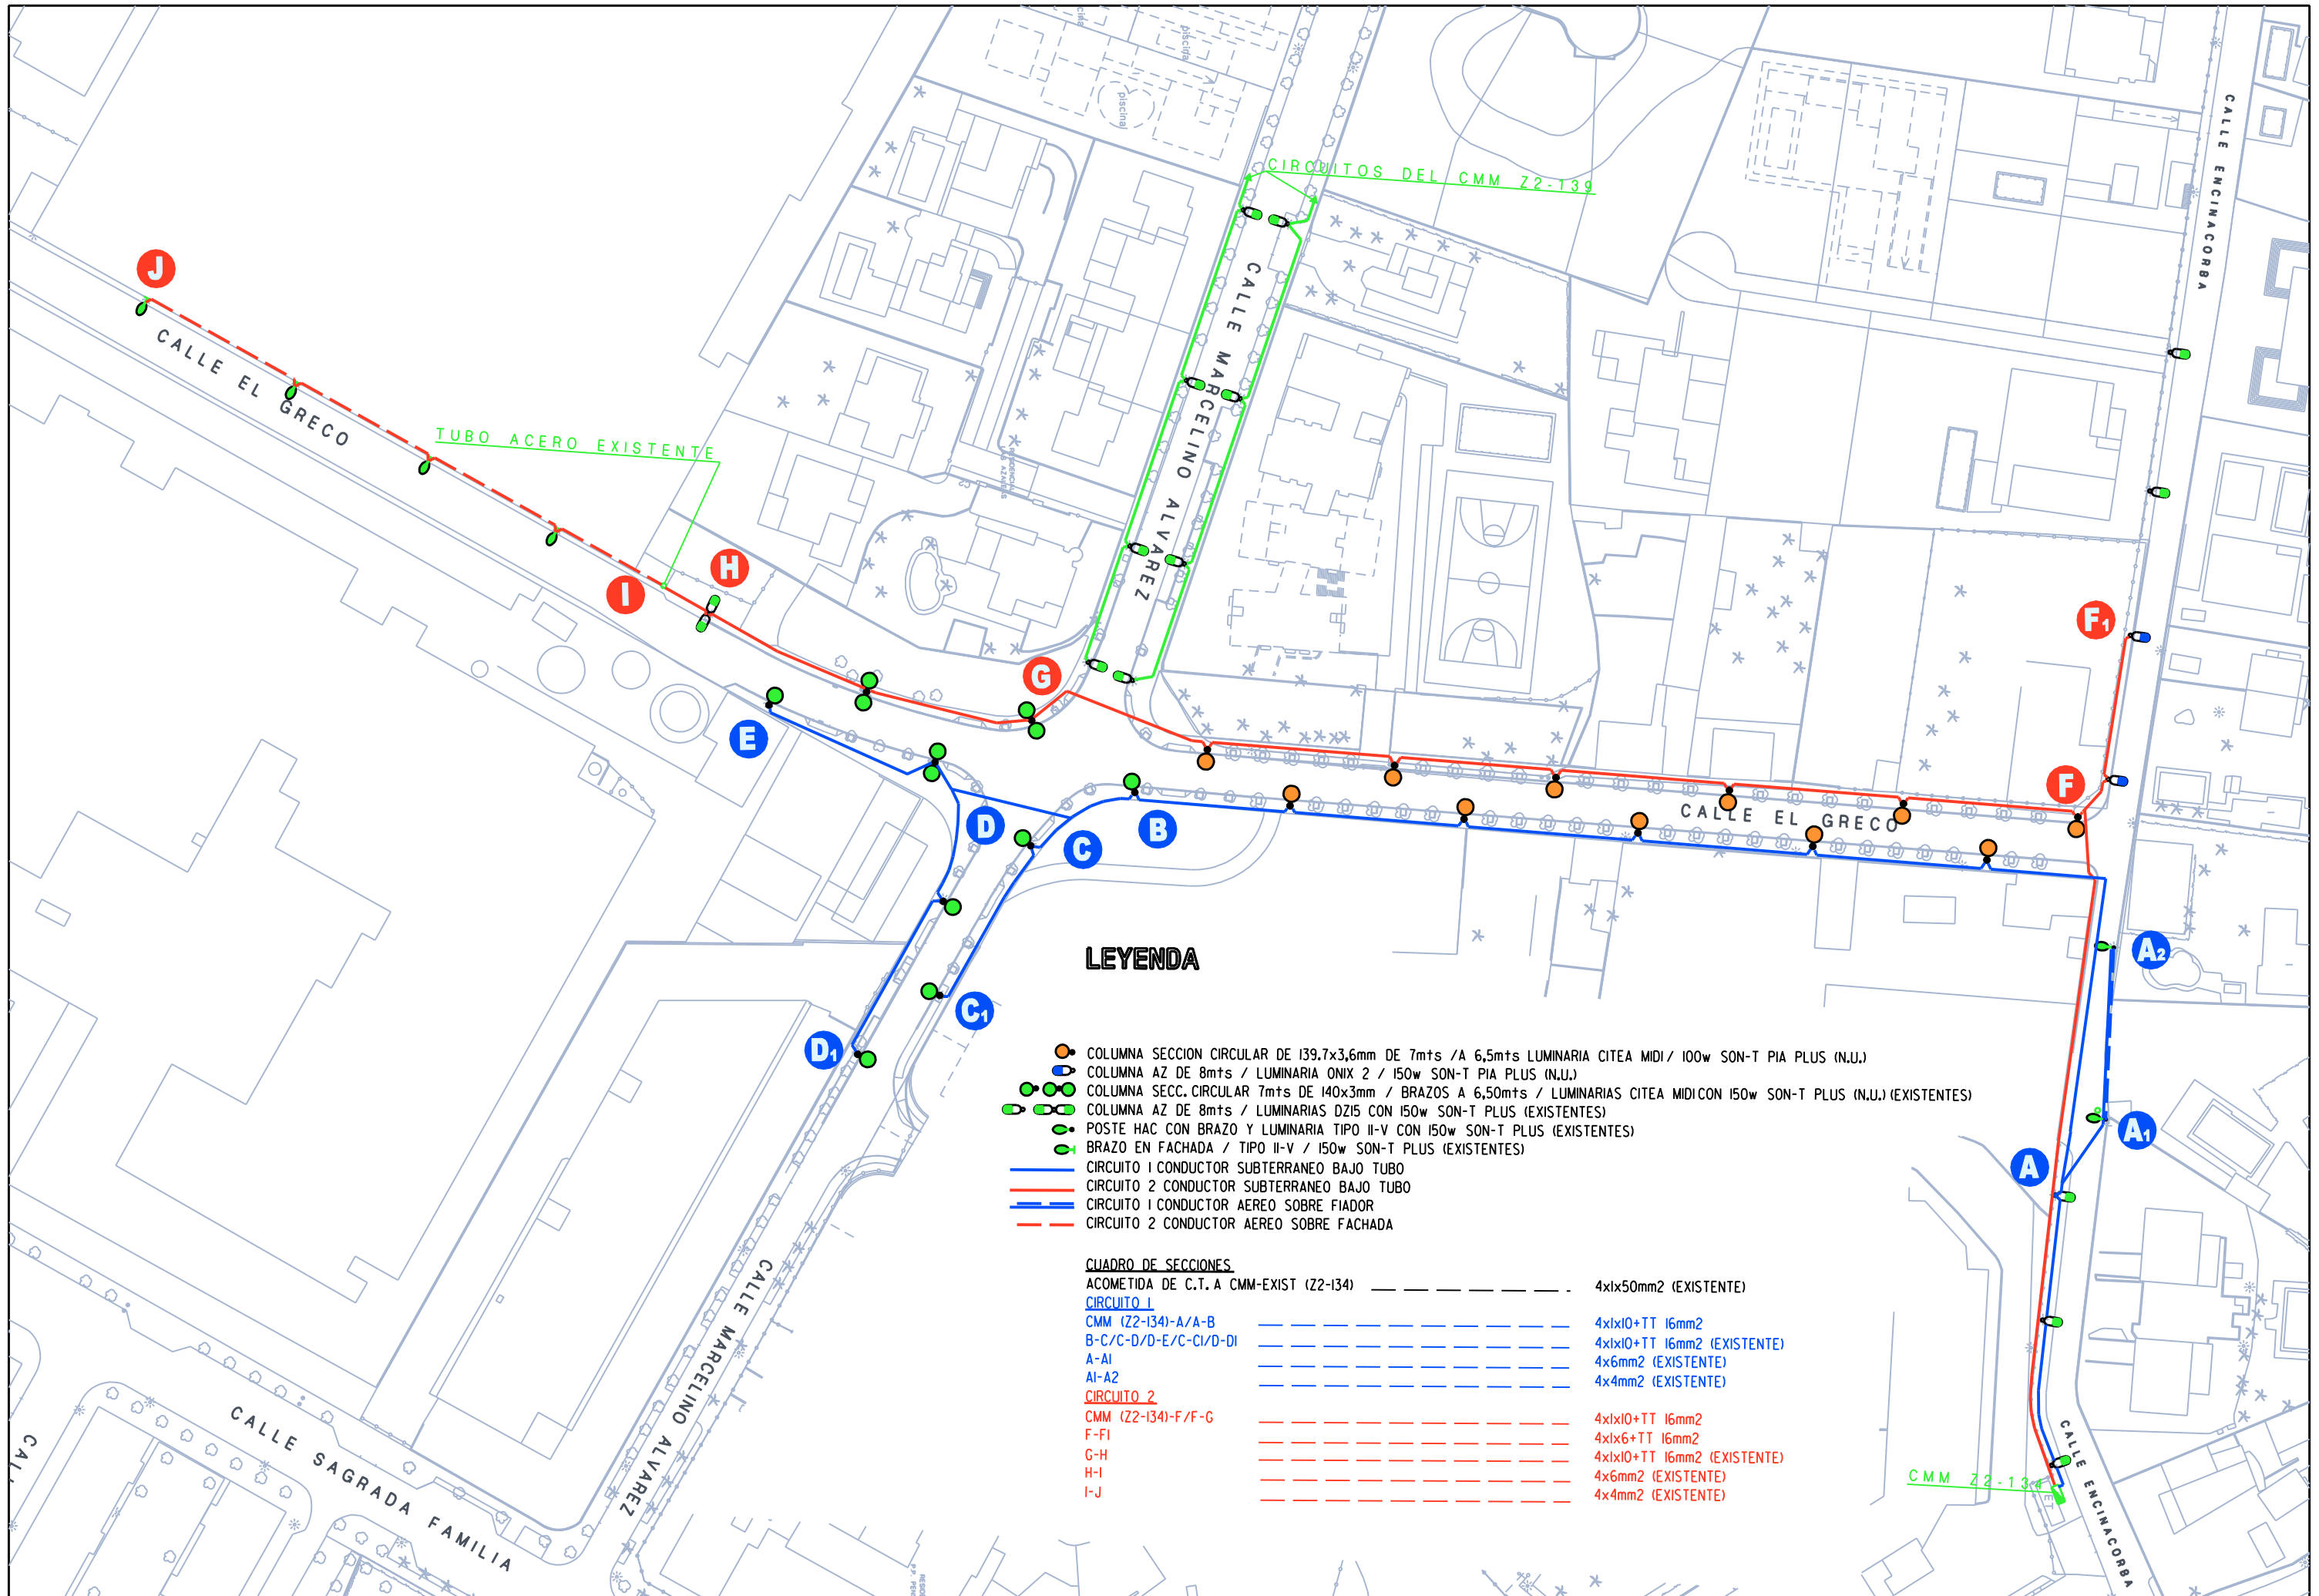 piscina
piscina
CIRCUITOS DEL CMM Z2-139
CALLE ENCINACORBA
CALLE MARCELINO ALVAREZ
J
CALLE EL GRECO
TUBO ACERO EXISTENTE
H
I
G
E
D
C
B
F1
F
CALLE EL GRECO
A2
A1
A
C1
D1
LEYENDA
COLUMNA SECCION CIRCULAR DE 139.7x3,6mm DE 7mts /A 6,5mts LUMINARIA CITEA MIDI / 100w SON-T PIA PLUS (N.U.)
COLUMNA AZ DE 8mts / LUMINARIA ONIX 2 / 150w SON-T PIA PLUS (N.U.)
COLUMNA SECC. CIRCULAR 7mts DE 140x3mm / BRAZOS A 6,50mts / LUMINARIAS CITEA MIDICON 150w SON-T PLUS (N.U.) (EXISTENTES)
COLUMNA AZ DE 8mts / LUMINARIAS DZ15 CON 150w SON-T PLUS (EXISTENTES)
POSTE HAC CON BRAZO Y LUMINARIA TIPO II-V CON 150w SON-T PLUS (EXISTENTES)
BRAZO EN FACHADA / TIPO II-V / 150w SON-T PLUS (EXISTENTES)
CIRCUITO 1 CONDUCTOR SUBTERRANEO BAJO TUBO
CIRCUITO 2 CONDUCTOR SUBTERRANEO BAJO TUBO
CIRCUITO 1 CONDUCTOR AEREO SOBRE FIADOR
CIRCUITO 2 CONDUCTOR AEREO SOBRE FACHADA
CUADRO DE SECCIONES
ACOMETIDA DE C.T. A CMM-EXIST (Z2-134) 4x1x50mm2 (EXISTENTE)
CIRCUITO 1
CMM (Z2-134)-A/A-B 4x1x10+TT 16mm2
B-C/C-D/D-E/C-C1/D-D1 4x1x10+TT 16mm2 (EXISTENTE)
A-A1 4x6mm2 (EXISTENTE)
A1-A2 4x4mm2 (EXISTENTE)
CIRCUITO 2
CMM (Z2-134)-F/F-G 4x1x10+TT 16mm2
F-F1 4x1x6+TT 16mm2
G-H 4x1x10+TT 16mm2 (EXISTENTE)
H-I 4x6mm2 (EXISTENTE)
I-J 4x4mm2 (EXISTENTE)
CALLE MARCELINO ALVAREZ
CALLE SAGRADA FAMILIA
CMM Z2-134
CALLE ENCINACORBA